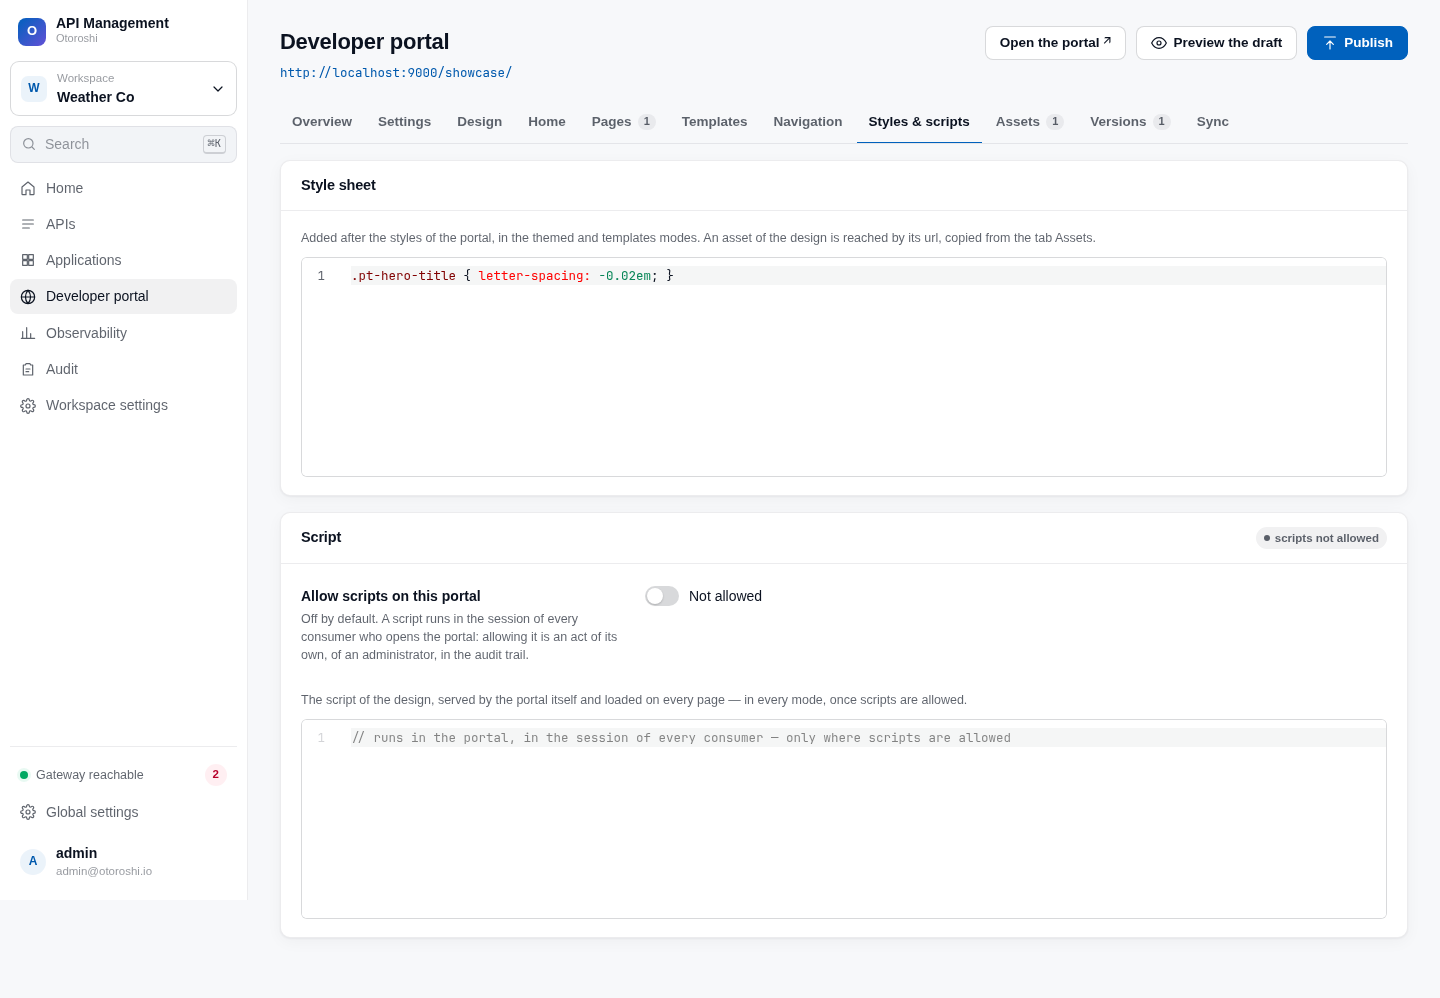 O
API Management
Otoroshi
W
Workspace
Weather Co
Search
⌘K
Home
APIs
Applications
Developer portal
Observability
Audit
Workspace settings
Gateway reachable
2
Global settings
A
admin
admin@otoroshi.io
Developer portal
http://localhost:9000/showcase/
Open the portal
Preview the draft
Publish
Overview
Settings
Design
Home
Pages 1
Templates
Navigation
Styles & scripts
Assets 1
Versions 1
Sync
Style sheet
Added after the styles of the portal, in the themed and templates modes. An asset of the design is reached by its url, copied from the tab Assets.
1 .pt-hero-title { letter-spacing: -0.02em; }
Script
scripts not allowed
Allow scripts on this portal
Not allowed
Off by default. A script runs in the session of every
consumer who opens the portal: allowing it is an act of its
own, of an administrator, in the audit trail.
The script of the design, served by the portal itself and loaded on every page — in every mode, once scripts are allowed.
1 // runs in the portal, in the session of every consumer — only where scripts are allowed